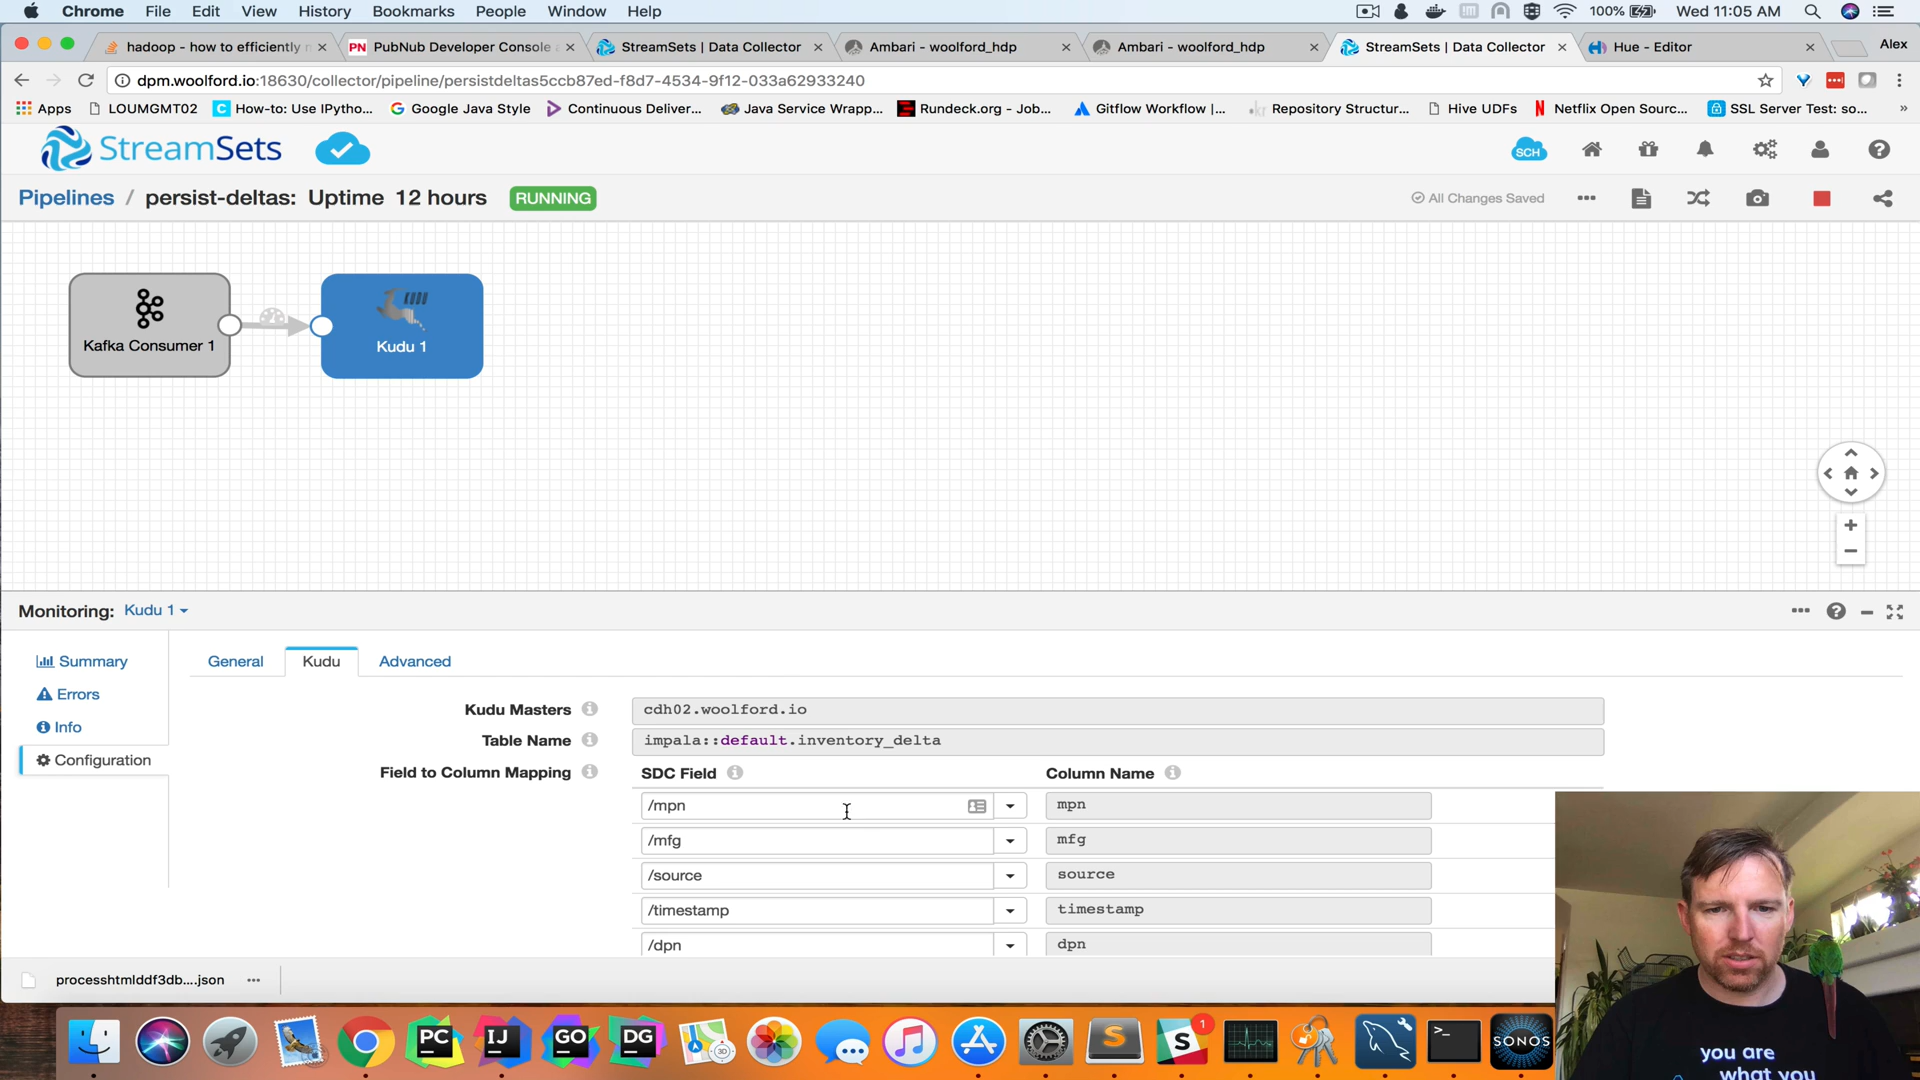 Chrome File Edit View History Bookmarks People Window Help
100% Wed 11:05 AM
hadoop - how to efficiently
PubNub Developer Console
StreamSets | Data Collector
Ambari - woolford_hdp
Ambari - woolford_hdp
StreamSets | Data Collector
Hue - Editor
Alex
dpm.woolford.io:18630/collector/pipeline/persistdeltas5ccb87ed-f8d7-4534-9f12-033a62933240
Apps LOUMGMT02 How-to: Use IPytho... Google Java Style Continuous Deliver... Java Service Wrapp... Rundeck.org - Job... Gitflow Workflow |... Repository Structur... Hive UDFs Netflix Open Sourc... SSL Server Test: so... »
StreamSets
SCH
Pipelines / persist-deltas: Uptime 12 hours RUNNING
All Changes Saved
KUDU
Kafka Consumer 1
Kudu 1
Monitoring: Kudu 1
Summary
Errors
Info
Configuration
General Kudu Advanced
Kudu Masters cdh02.woolford.io
Table Name impala::default.inventory_delta
Field to Column Mapping SDC Field Column Name
/mpn mpn
/mfg mfg
/source source
/timestamp timestamp
/dpn dpn
processhtmlddf3db....json
PC IJ GO DG
3D
1
SONOS
you are
what you